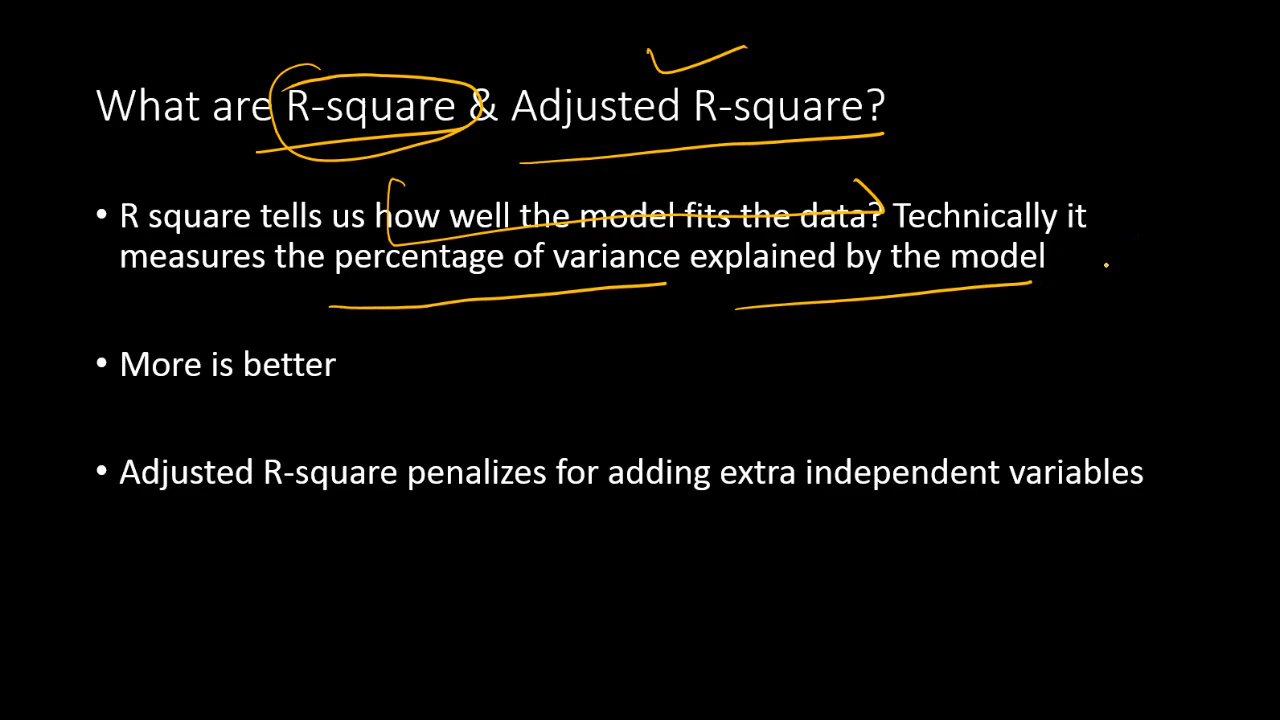 What are R-square & Adjusted R-square?
• R square tells us how well the model fits the data? Technically it
measures the percentage of variance explained by the model
• More is better
• Adjusted R-square penalizes for adding extra independent variables